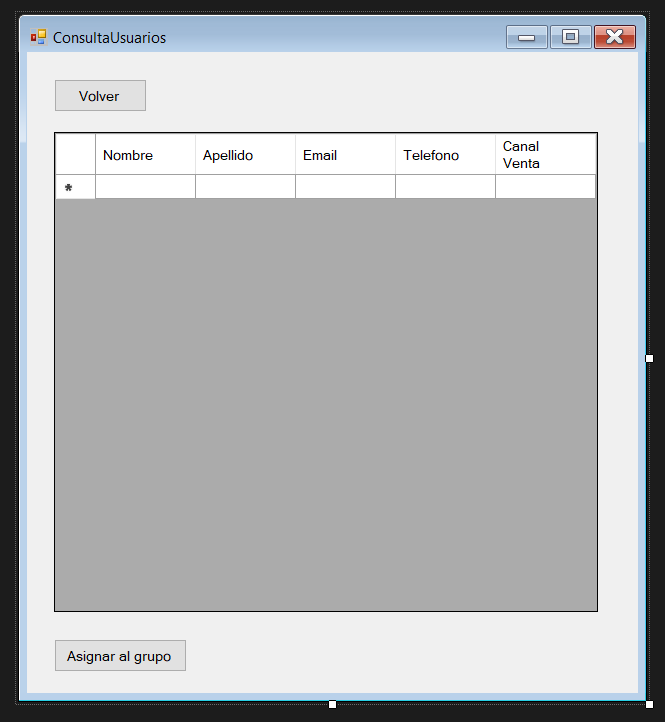 ConsultaUsuarios
Volver
Nombre Apellido Email Telefono Canal Venta
*
Asignar al grupo